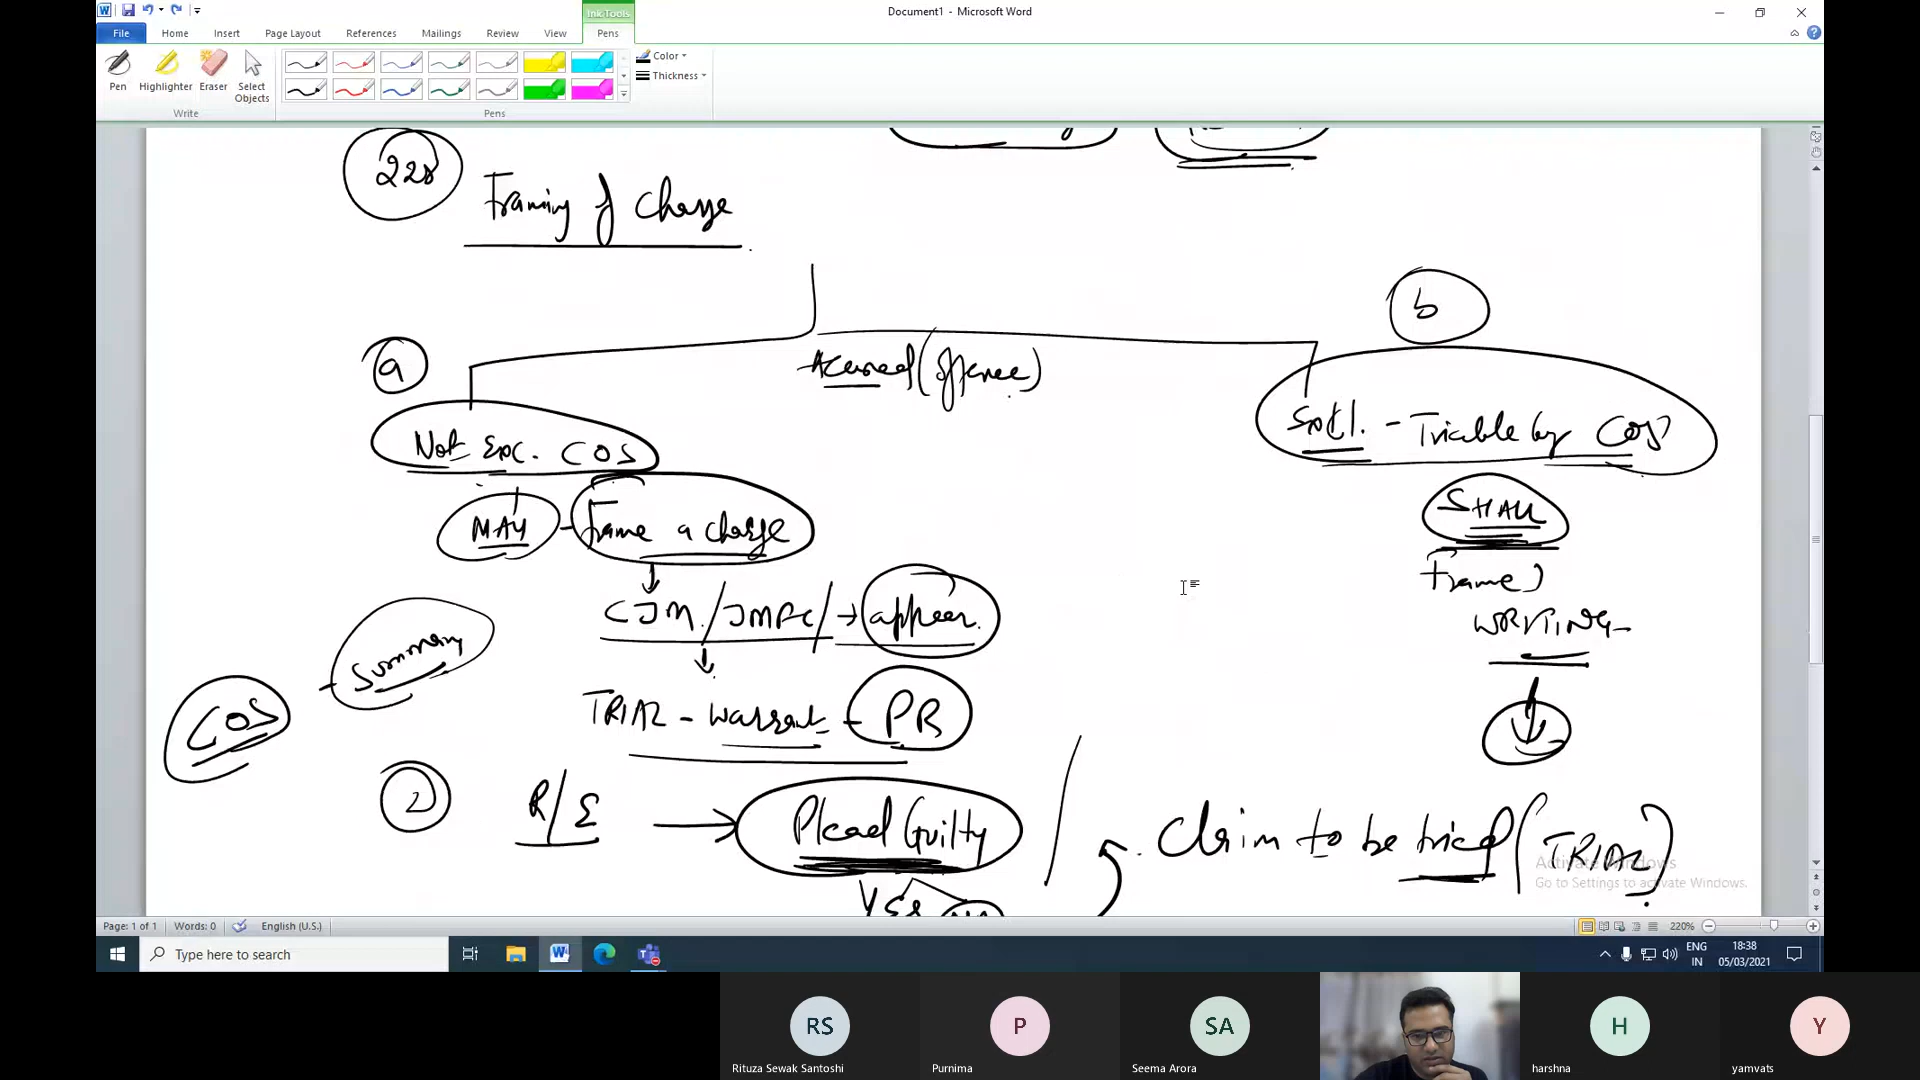 Document1 - Microsoft Word
Ink Tools
File Home Insert Page Layout References Mailings Review View Pens
Pen Highlighter Eraser Select Objects
Color
Thickness
Write Pens
228 Framing of Charge
a b
Accused (Offence)
Not Exc. COS
Excl. - Triable by COS
MAY - Frame a charge
SHALL
Frame
CJM / JMFC / → appear.
WRITING
Summary
COS
TRIAL - Warrant - PR
2 R/E → Plead Guilty / Claim to be tried (TRIAL)
YES
Activate Windows
Go to Settings to activate Windows.
Page: 1 of 1 Words: 0 English (U.S.) 220%
Type here to search
ENG
IN
18:38
05/03/2021
RS P SA H Y
Rituza Sewak Santoshi Purnima Seema Arora harshna yamvats